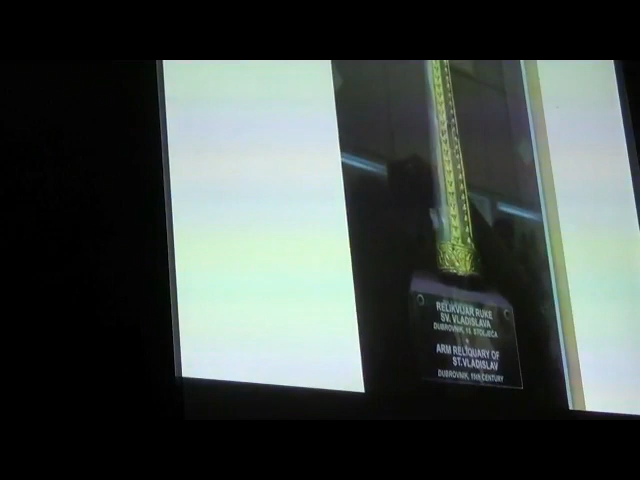 RELIKVIJAR RUKE
SV. VLADISLAVA
DUBROVNIK, 15. STOLJEĆA
ARM RELIQUARY OF
ST.VLADISLAV
DUBROVNIK, 15th CENTURY